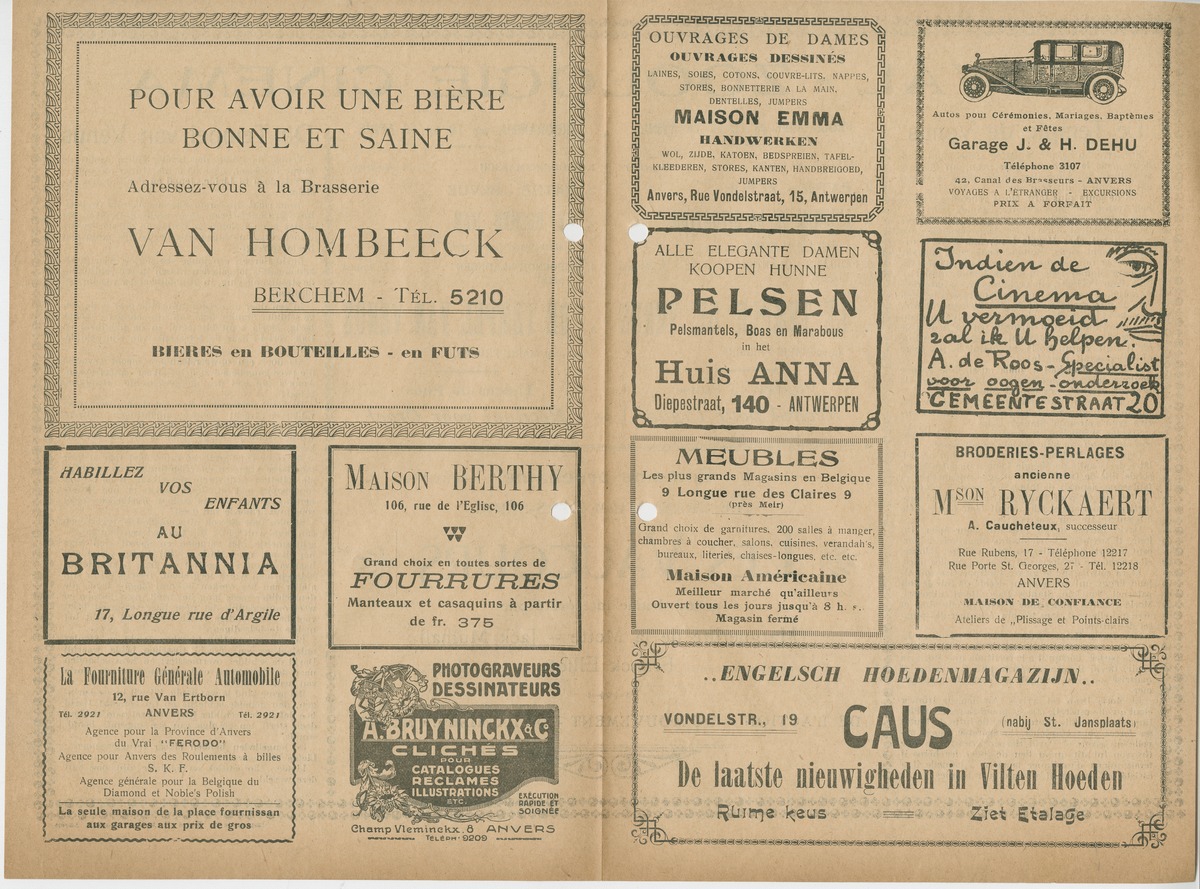 POUR AVOIR UNE BIÈRE
BONNE ET SAINE
Adressez-vous à la Brasserie
VAN HOMBEECK
BERCHEM - TÉL. 5210
BIERES en BOUTEILLES - en FUTS
HABILLEZ
VOS
ENFANTS
AU
BRITANNIA
17, Longue rue d'Argile
MAISON BERTHY
106, rue de l'Eglise, 106
Grand choix en toutes sortes de
FOURRURES
Manteaux et casaquins à partir
de fr. 375
La Fourniture Générale Automobile
12, rue Van Ertborn
Tél. 2921 ANVERS Tél. 2921
Agence pour la Province d'Anvers
du Vrai "FERODO"
Agence pour Anvers des Roulements à billes
S. K. F.
Agence générale pour la Belgique du
Diamond et Noble's Polish
La seule maison de la place fournissan
aux garages aux prix de gros
PHOTOGRAVEURS
DESSINATEURS
A. BRUYNINCKX & C°
CLICHÉS
POUR
CATALOGUES
RECLAMES
ILLUSTRATIONS
ETC.
EXECUTION
RAPIDE ET
SOIGNÉE
Champ Vleminckx. 8 ANVERS
TELEPH. 9209
OUVRAGES DE DAMES
OUVRAGES DESSINÉS
LAINES, SOIES, COTONS, COUVRE-LITS, NAPPES,
STORES, BONNETTERIE A LA MAIN,
DENTELLES, JUMPERS
MAISON EMMA
HANDWERKEN
WOL, ZIJDE, KATOEN, BEDSPREIEN, TAFEL-
KLEEDEREN, STORES, KANTEN, HANDBREIGOED,
JUMPERS
Anvers, Rue Vondelstraat, 15, Antwerpen
Autos pour Cérémonies, Mariages, Baptêmes
et Fêtes
Garage J. & H. DEHU
Téléphone 3107
42, Canal des Brasseurs - ANVERS
VOYAGES A L'ÉTRANGER - EXCURSIONS
PRIX A FORFAIT
ALLE ELEGANTE DAMEN
KOOPEN HUNNE
PELSEN
Pelsmantels, Boas en Marabous
in het
Huis ANNA
Diepestraat, 140 - ANTWERPEN
Indien de
Cinema
U vermoeid
zal ik U helpen.
A. de Roos - Specialist
voor oogen-onderzoek
GEMEENTESTRAAT 20
MEUBLES
Les plus grands Magasins en Belgique
9 Longue rue des Claires 9
(près Meir)
Grand choix de garnitures, 200 salles à manger,
chambres à coucher, salons, cuisines, verandah's,
bureaux, literies, chaises-longues, etc. etc.
Maison Américaine
Meilleur marché qu'ailleurs
Ouvert tous les jours jusqu'à 8 h.
Magasin fermé
BRODERIES-PERLAGES
ancienne
MSON RYCKAERT
A. Caucheteux, successeur
Rue Rubens, 17 - Téléphone 12217
Rue Porte St. Georges, 27 - Tél. 12218
ANVERS
MAISON DE CONFIANCE
Ateliers de „Plissage et Points-clairs
..ENGELSCH HOEDENMAGAZIJN..
VONDELSTR., 19 CAUS (nabij St. Jansplaats)
De laatste nieuwigheden in Vilten Hoeden
Ruime keus Ziet Etalage